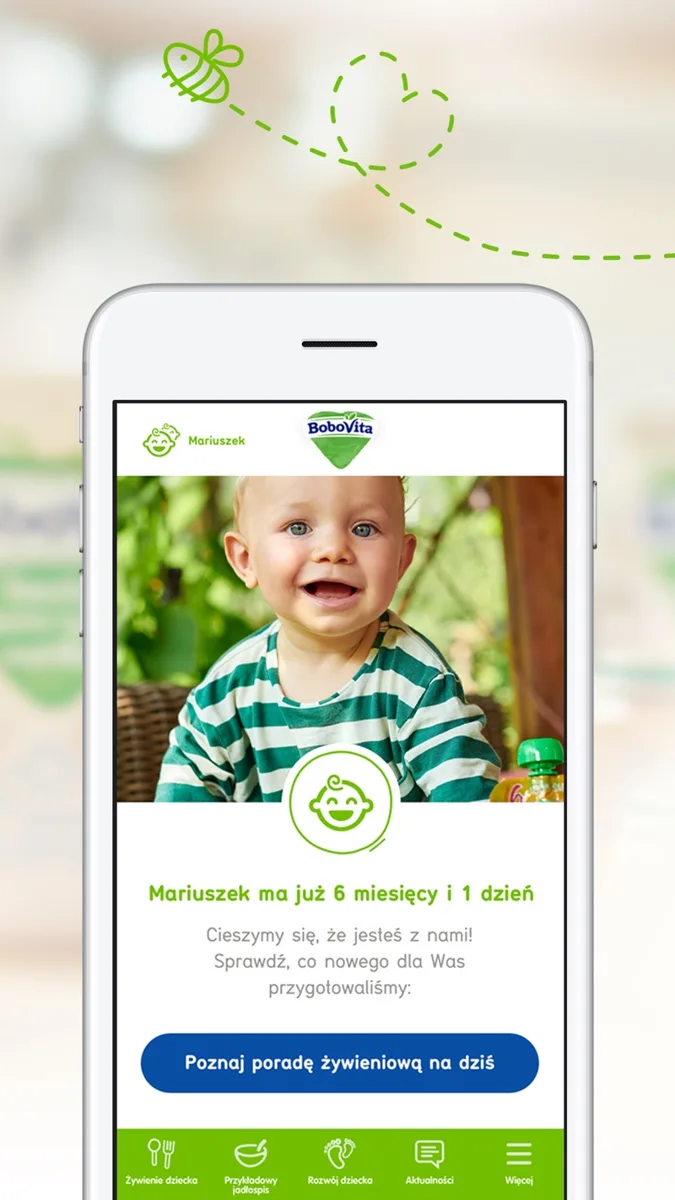 Mariuszek
BoboVita
6
Mariuszek ma już 6 miesięcy i 1 dzień
Cieszymy się, że jesteś z nami!
Sprawdź, co nowego dla Was
przygotowaliśmy:
Poznaj poradę żywieniową na dziś
Żywienie dziecka
Przykładowy
jadłospis
Rozwój dziecka
Aktualności
Więcej